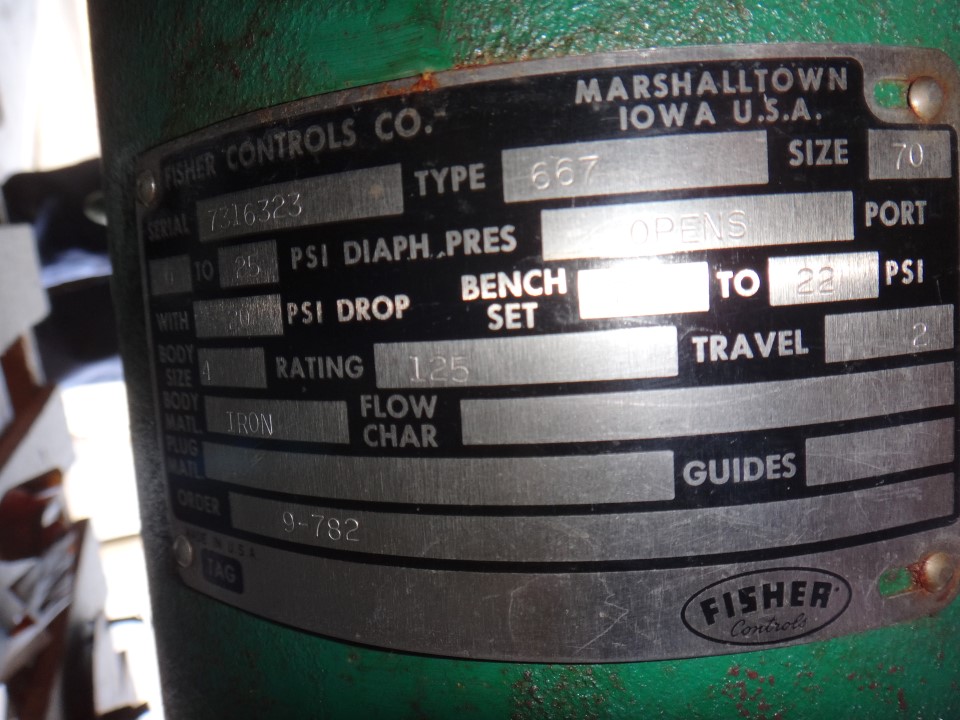 FISHER CONTROLS CO. MARSHALLTOWN
IOWA U.S.A.
SERIAL 7316323 TYPE 667 SIZE 70
TO 25 PSI DIAPH. PRES OPENS PORT
WITH PSI DROP BENCH SET TO 22 PSI
BODY SIZE 4 RATING 125 TRAVEL 2
BODY MATL. IRON FLOW CHAR
PLUG MATL. GUIDES
ORDER 9-782
MADE IN U.S.A
TAG
FISHER
Controls